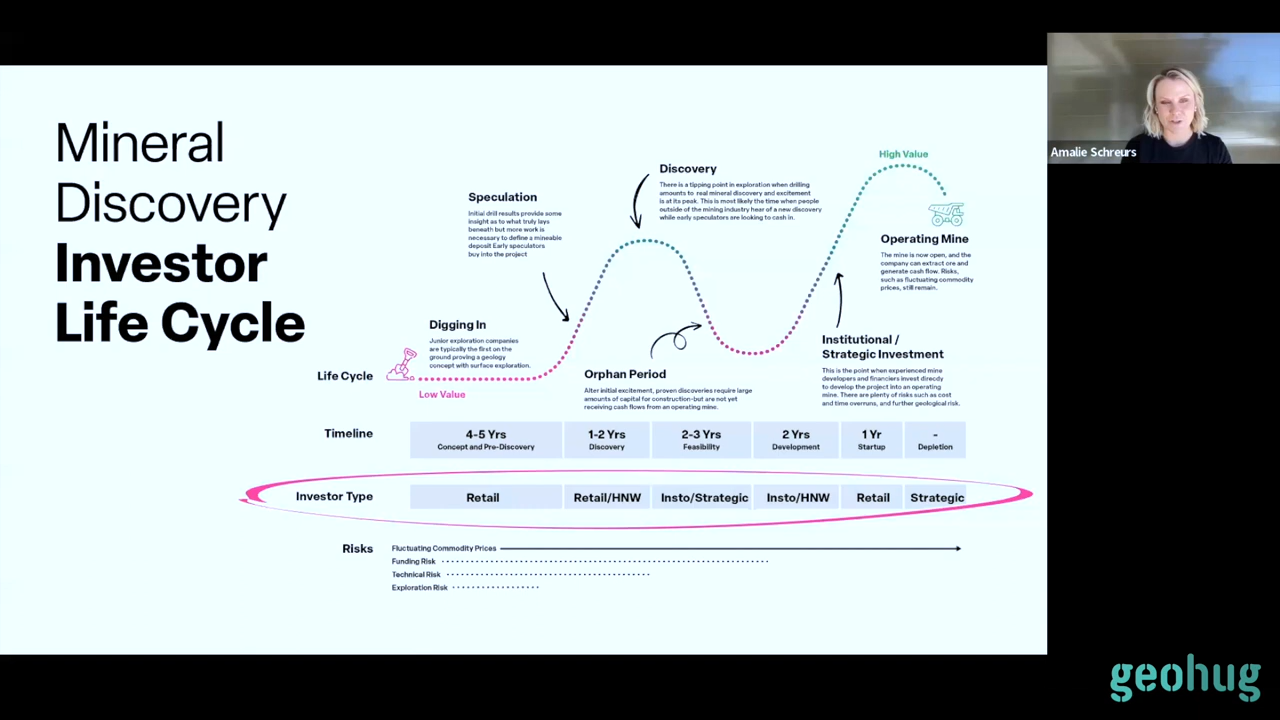 Mineral
Discovery
Investor
Life Cycle
Amalie Schreurs
High Value
Discovery
There is a tipping point in exploration when drilling
amounts to real mineral discovery and excitement
is at its peak. This is most likely the time when people
outside of the mining industry hear of a new discovery
while early speculators are looking to cash in.
Speculation
Initial drill results provide some
insight as to what truly lays
beneath but more work is
necessary to define a mineable
deposit Early speculators
buy into the project
Operating Mine
The mine is now open, and the
company can extract ore and
generate cash flow. Risks,
such as fluctuating commodity
prices, still remain.
Digging In
Junior exploration companies
are typically the first on the
ground proving a geology
concept with surface exploration.
Institutional /
Strategic Investment
This is the point when experienced mine
developers and financiers invest directly
to develop the project into an operating
mine. There are plenty of risks such as cost
and time overruns, and further geological risk.
Orphan Period
After initial excitement, proven discoveries require large
amounts of capital for construction-but are not yet
receiving cash flows from an operating mine.
Life Cycle
Low Value
Timeline
4-5 Yrs
Concept and Pre-Discovery
1-2 Yrs
Discovery
2-3 Yrs
Feasibility
2 Yrs
Development
1 Yr
Startup
-
Depletion
Investor Type
Retail
Retail/HNW
Insto/Strategic
Insto/HNW
Retail
Strategic
Risks
Fluctuating Commodity Prices
Funding Risk
Technical Risk
Exploration Risk
geohug